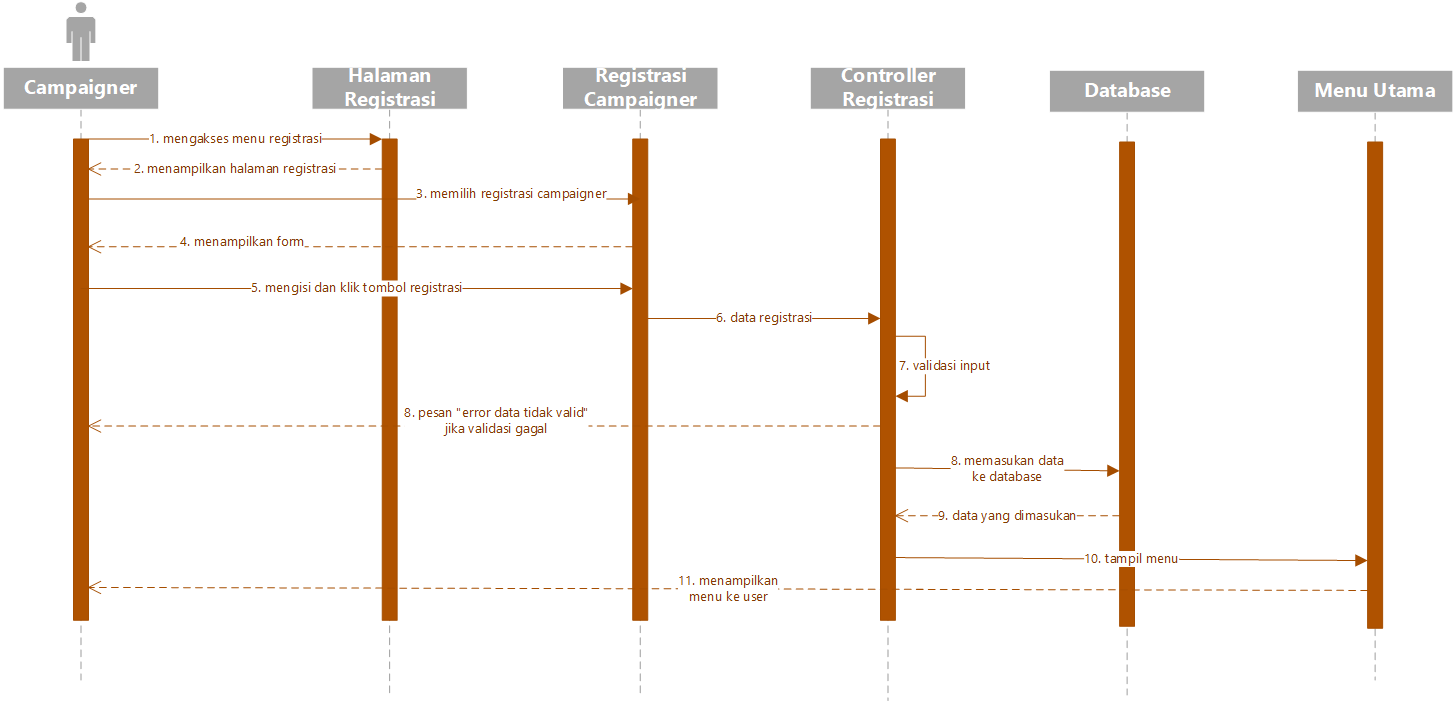 Campaigner
Halaman
Registrasi
Registrasi
Campaigner
Controller
Registrasi
Database
Menu Utama
1. mengakses menu registrasi
2. menampilkan halaman registrasi
3. memilih registrasi campaigner
4. menampilkan form
5. mengisi dan klik tombol registrasi
6. data registrasi
7. validasi input
8. pesan "error data tidak valid"
jika validasi gagal
8. memasukan data
ke database
9. data yang dimasukan
10. tampil menu
11. menampilkan
menu ke user